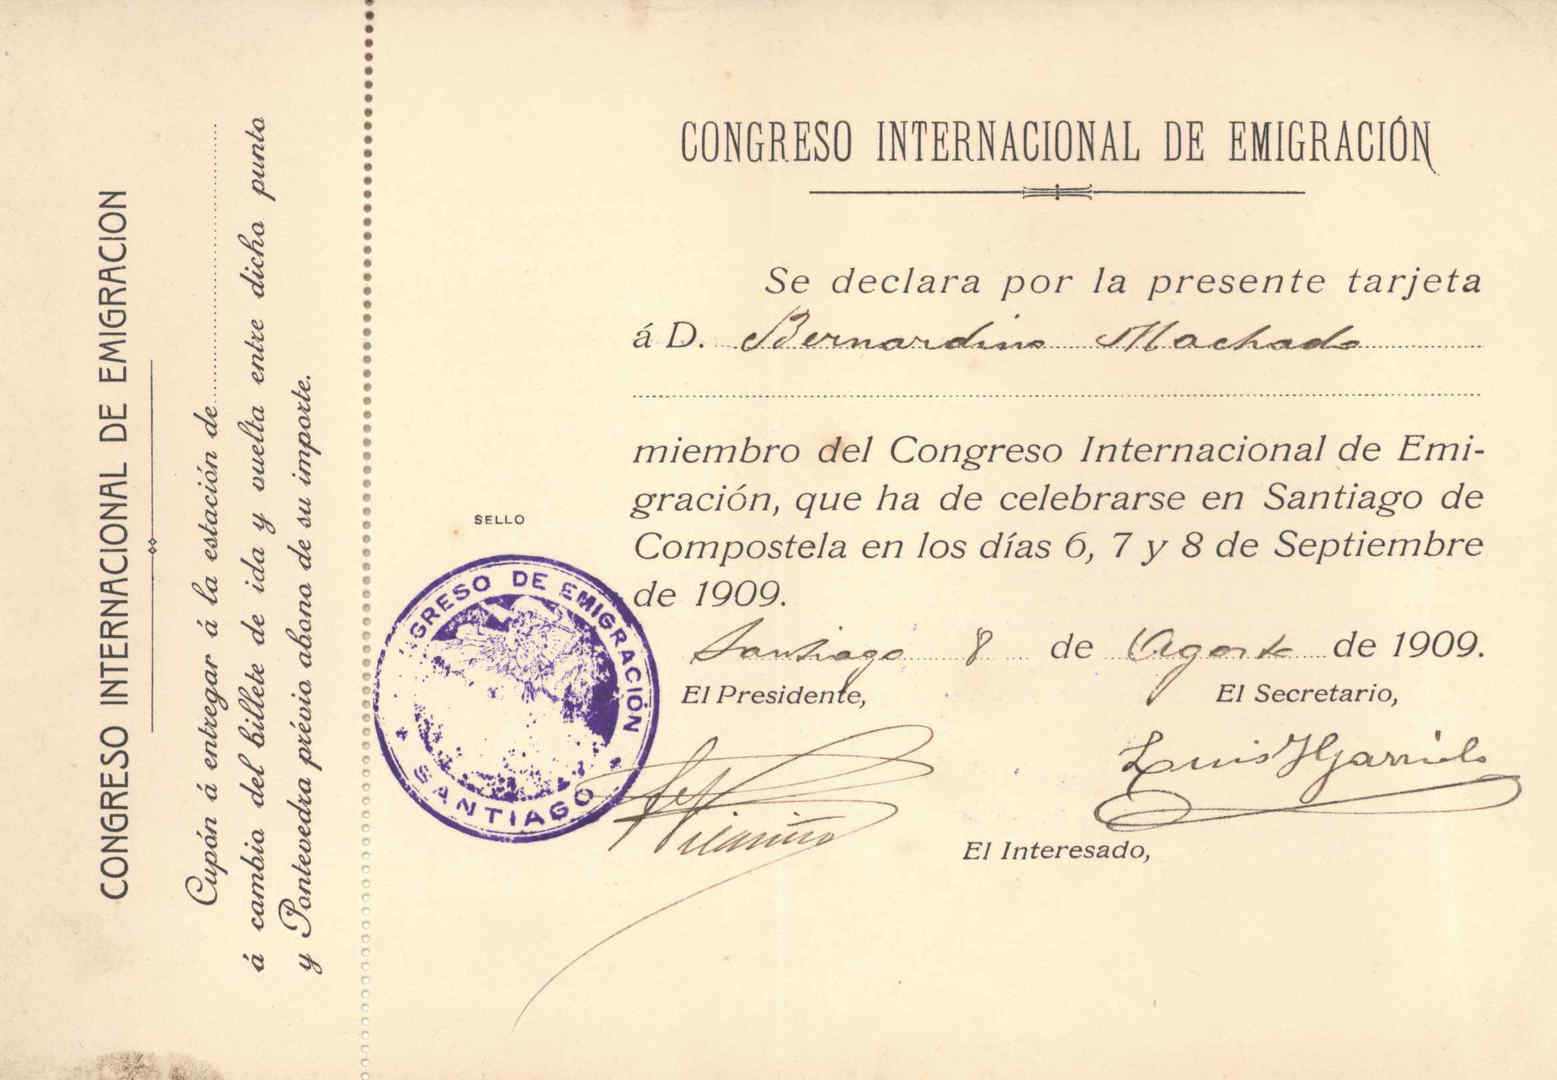 CONGRESO INTERNACIONAL DE EMIGRACION
Cupón á entregar á la estación de
á cambio del billete de ida y vuelta entre dicho punto
y Pontevedra prévio abono de su importe.
CONGRESO INTERNACIONAL DE EMIGRACIÓN
Se declara por la presente tarjeta
á D. Bernardino Machado
miembro del Congreso Internacional de Emi-
gración, que ha de celebrarse en Santiago de
Compostela en los días 6, 7 y 8 de Septiembre
de 1909.
SELLO
GRESO DE EMIGRACIÓN
SANTIAGO
Santiago 8 de Agosto de 1909.
El Presidente,
El Secretario,
Luis
El Interesado,